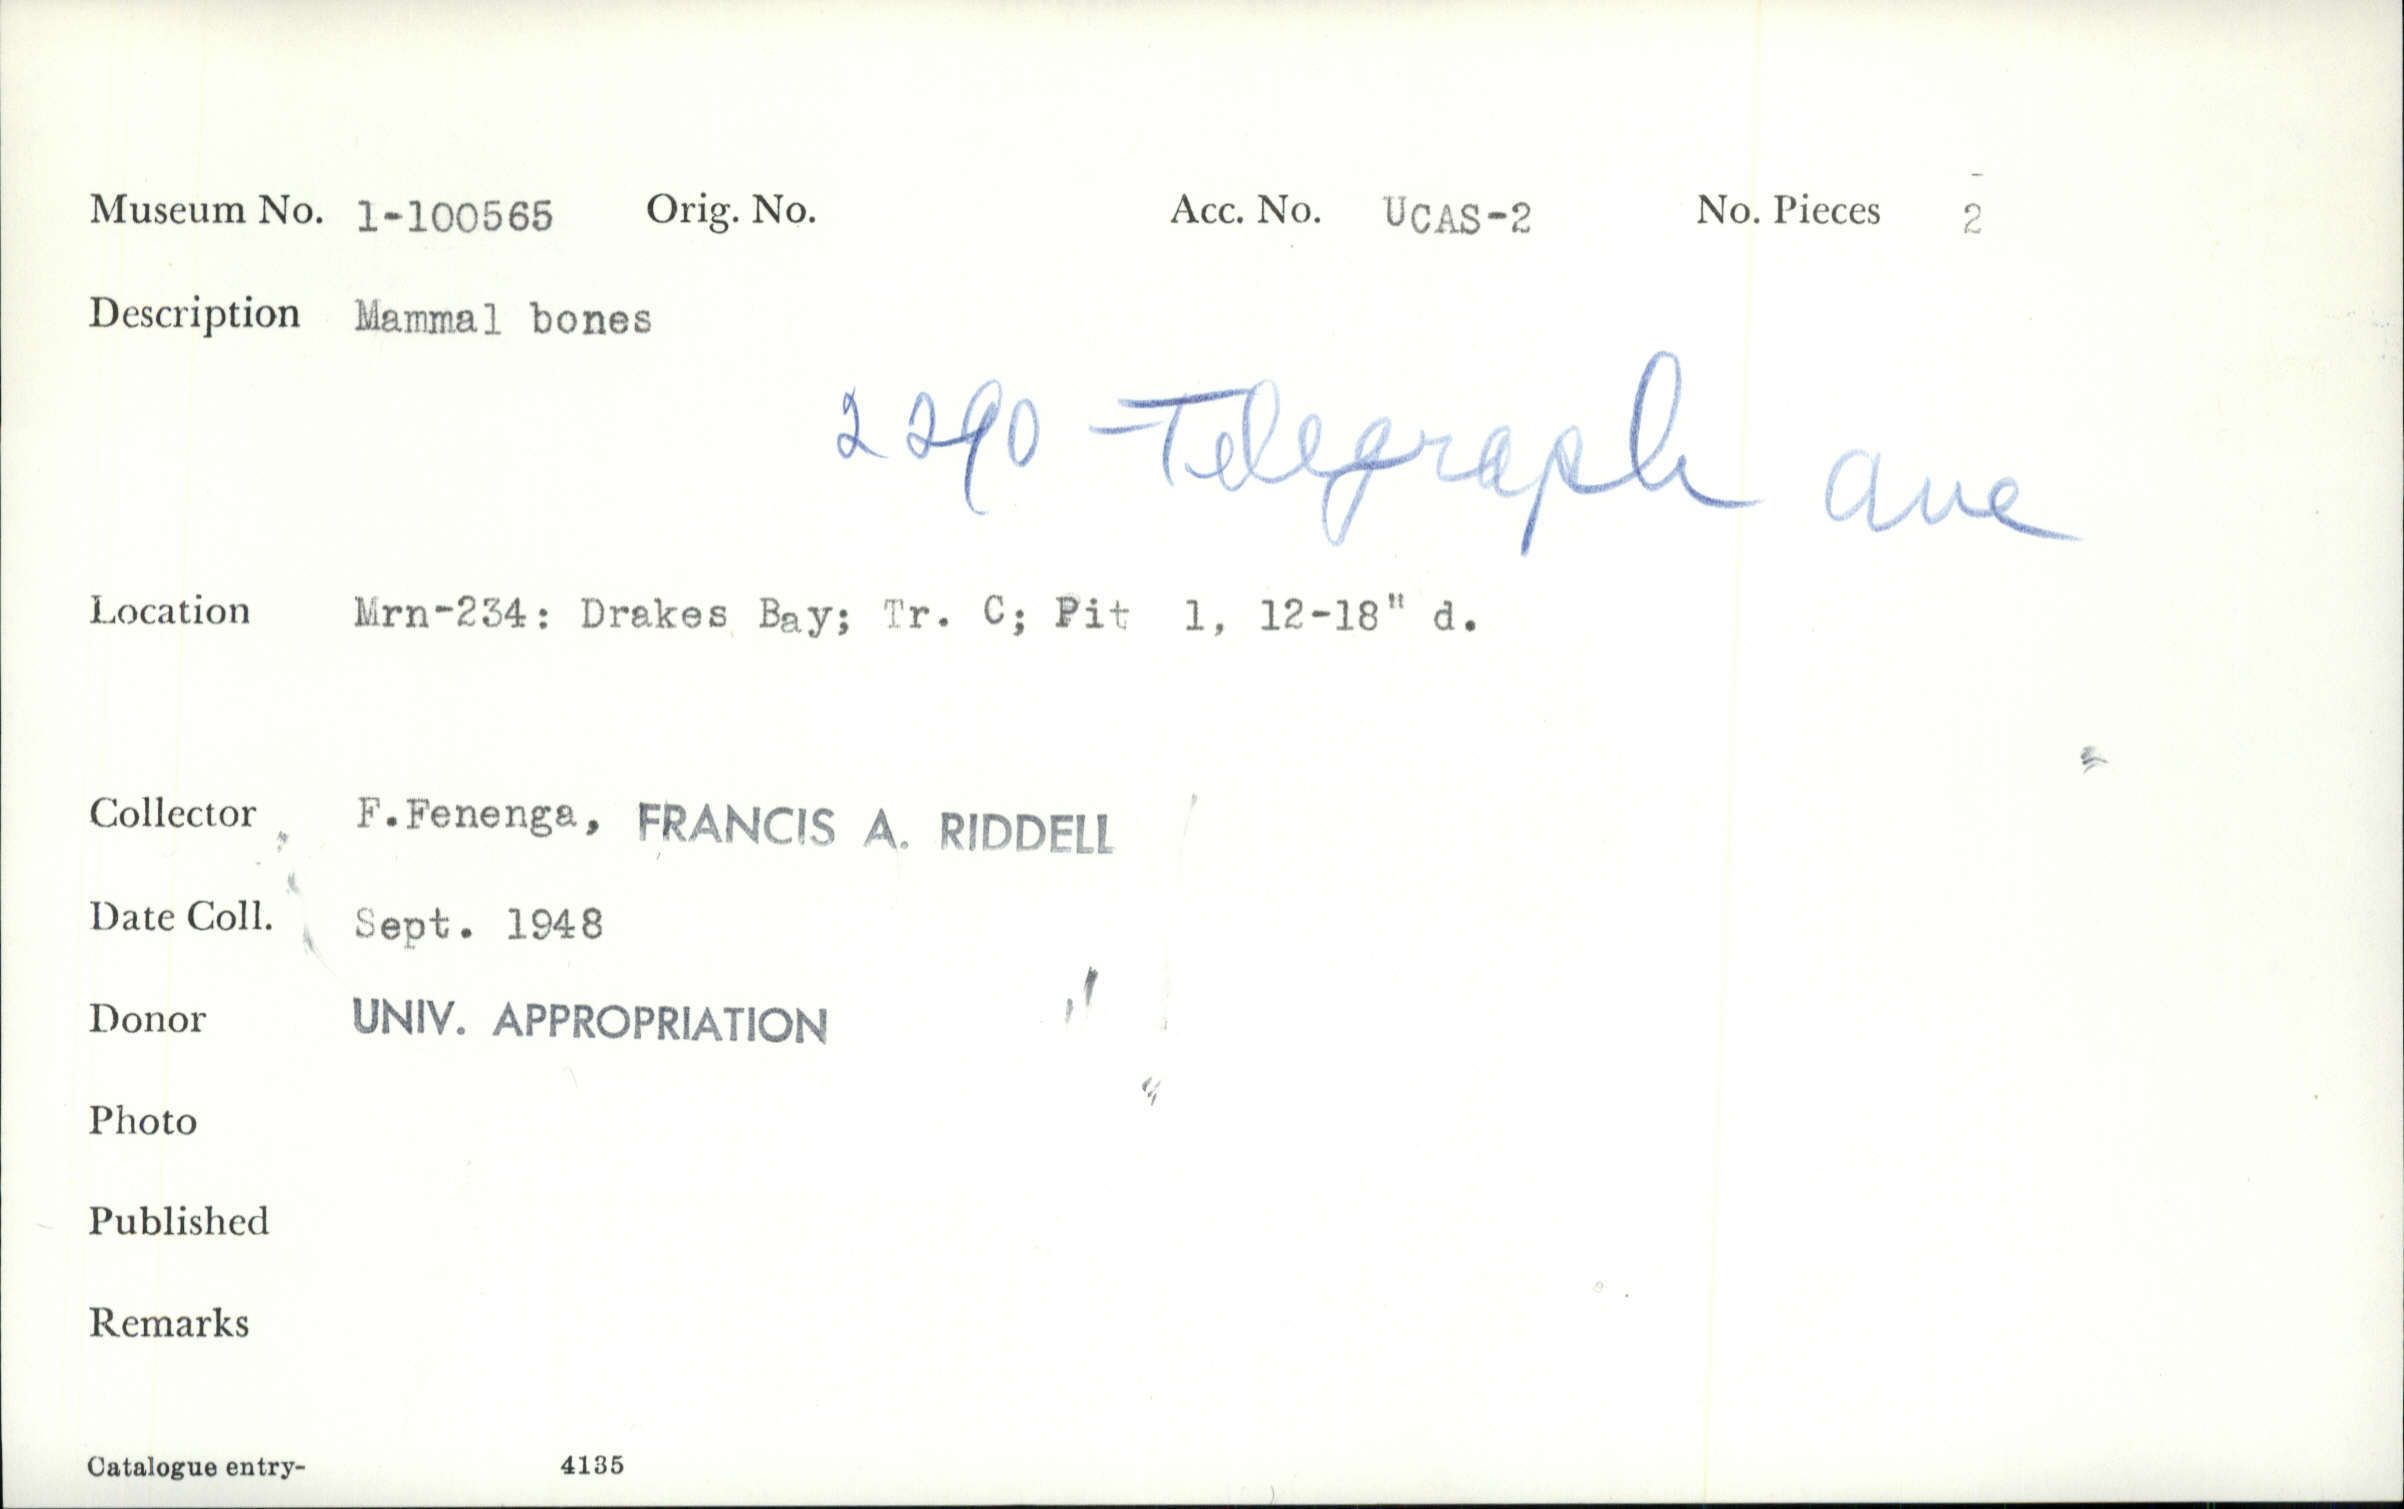 Museum No. 1-100565 Orig. No. Acc. No. UCAS-2 No. Pieces 2
Description Mammal bones
2290 - Telegraph ave
Location Mrn-234: Drakes Bay; Tr. C; Pit 1, 12-18" d.
Collector F.Fenenga, FRANCIS A. RIDDELL
Date Coll. Sept. 1948
Donor UNIV. APPROPRIATION
Photo
Published
Remarks
Catalogue entry- 4135